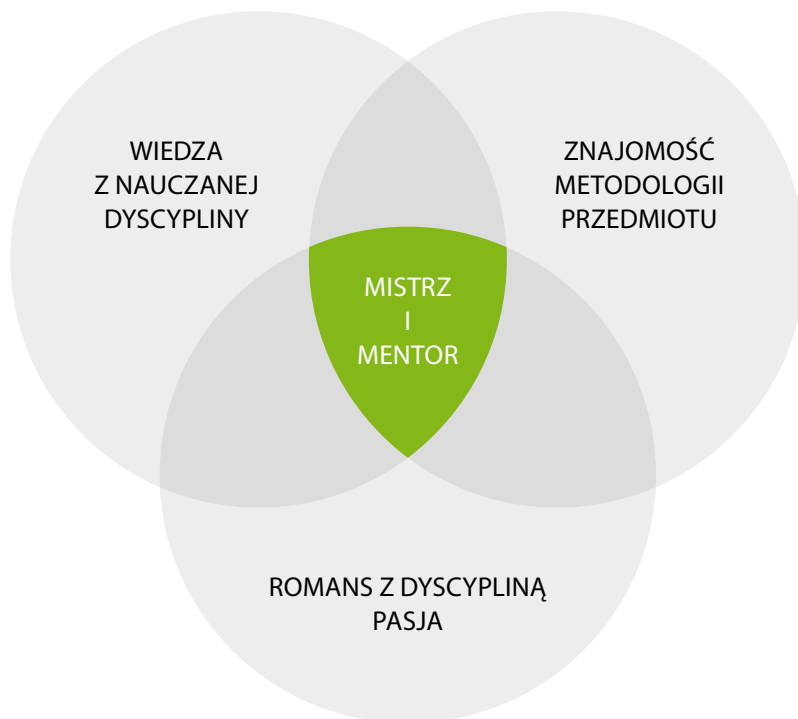 WIEDZA
Z NAUCZANEJ
DYSCYPLINY
ZNAJOMOŚĆ
METODOLOGII
PRZEDMIOTU
MISTRZ
I
MENTOR
ROMANS Z DYSCYPLINĄ
PASJA